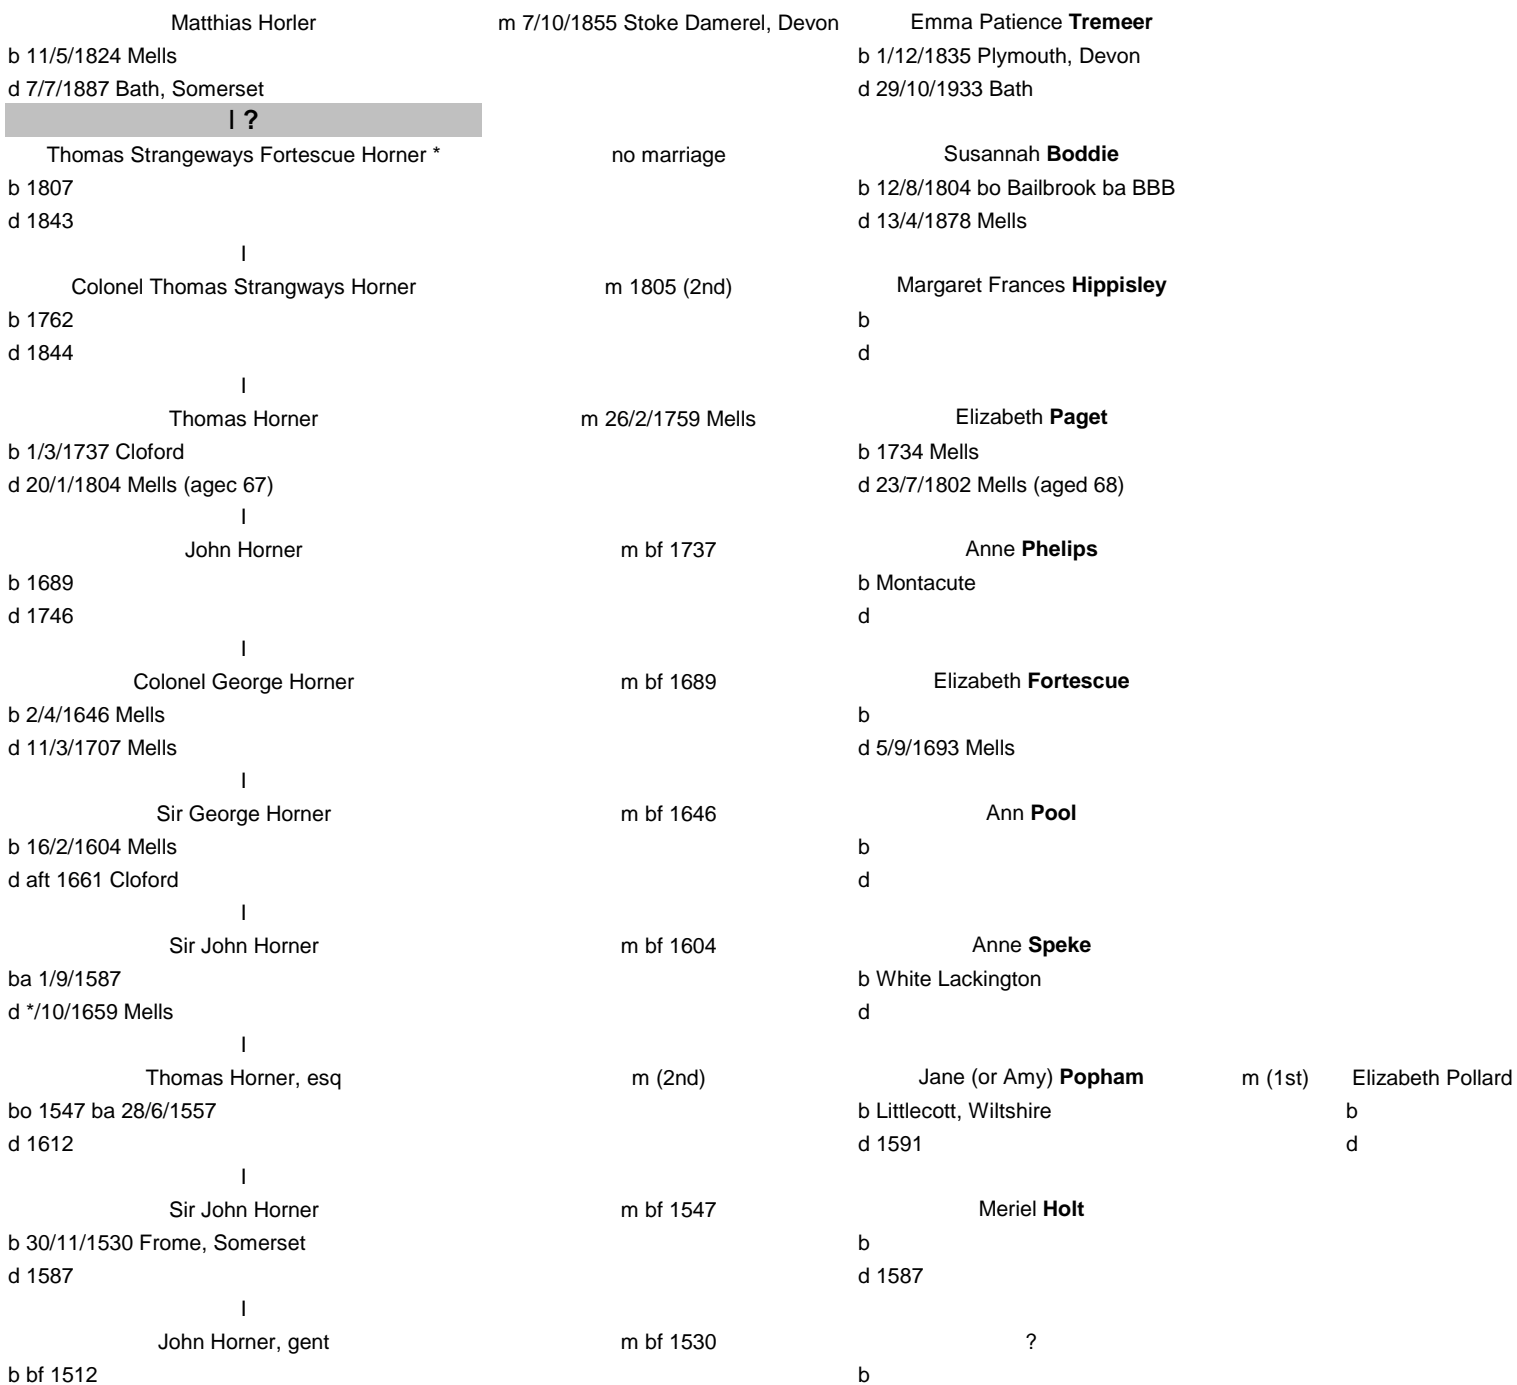 Matthias Horler m 7/10/1855 Stoke Damerel, Devon Emma Patience Tremeer
b 11/5/1824 Mells b 1/12/1835 Plymouth, Devon
d 7/7/1887 Bath, Somerset d 29/10/1933 Bath
I ?
Thomas Strangeways Fortescue Horner * no marriage Susannah Boddie
b 1807 b 12/8/1804 bo Bailbrook ba BBB
d 1843 d 13/4/1878 Mells
I
Colonel Thomas Strangways Horner m 1805 (2nd) Margaret Frances Hippisley
b 1762 b
d 1844 d
I
Thomas Horner m 26/2/1759 Mells Elizabeth Paget
b 1/3/1737 Cloford b 1734 Mells
d 20/1/1804 Mells (agec 67) d 23/7/1802 Mells (aged 68)
I
John Horner m bf 1737 Anne Phelips
b 1689 b Montacute
d 1746 d
I
Colonel George Horner m bf 1689 Elizabeth Fortescue
b 2/4/1646 Mells b
d 11/3/1707 Mells d 5/9/1693 Mells
I
Sir George Horner m bf 1646 Ann Pool
b 16/2/1604 Mells b
d aft 1661 Cloford d
I
Sir John Horner m bf 1604 Anne Speke
ba 1/9/1587 b White Lackington
d */10/1659 Mells d
I
Thomas Horner, esq m (2nd) Jane (or Amy) Popham m (1st) Elizabeth Pollard
bo 1547 ba 28/6/1557 b Littlecott, Wiltshire b
d 1612 d 1591 d
I
Sir John Horner m bf 1547 Meriel Holt
b 30/11/1530 Frome, Somerset b
d 1587 d 1587
I
John Horner, gent m bf 1530 ?
b bf 1512 b